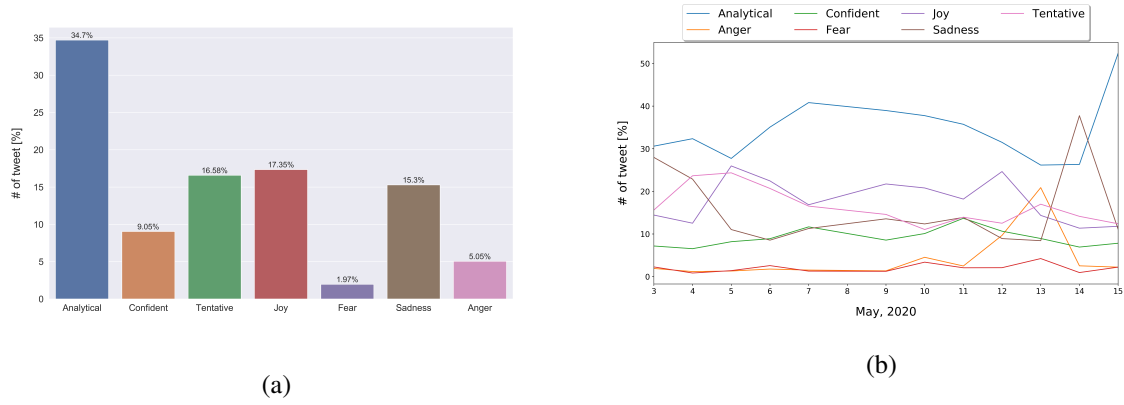 # of tweet [%]
35
30
25
20
15
10
5
0
34.7%
9.05%
16.58%
17.35%
1.97%
15.3%
5.05%
Analytical Confident Tentative Joy Fear Sadness Anger
(a)
Analytical Confident Joy Tentative
Anger Fear Sadness
# of tweet [%]
50
40
30
20
10
0
3 4 5 6 7 8 9 10 11 12 13 14 15
May, 2020
(b)